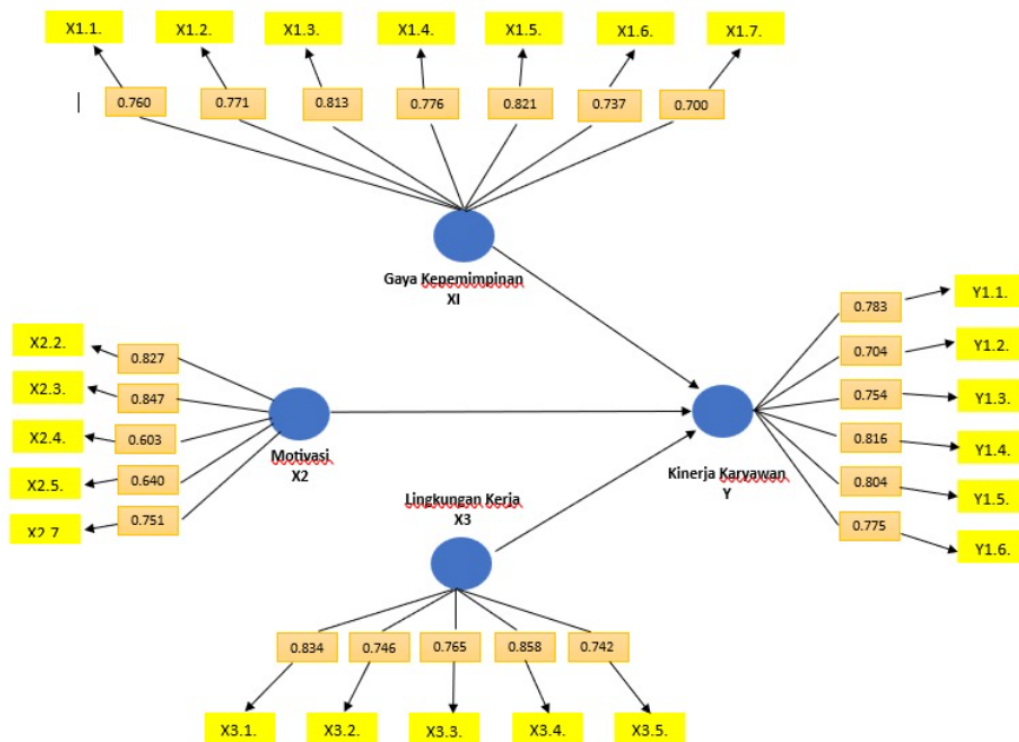 X1.1. X1.2. X1.3. X1.4. X1.5. X1.6. X1.7.
0.760 0.771 0.813 0.776 0.821 0.737 0.700
Gaya Kepemimpinan
XI
X2.2. 0.827
X2.3. 0.847
X2.4. 0.603
X2.5. 0.640
X2.7 0.751
Motivasi
X2
Lingkungan Kerja
X3
Kinerja Karyawan
Y
0.783 Y1.1.
0.704 Y1.2.
0.754 Y1.3.
0.816 Y1.4.
0.804 Y1.5.
0.775 Y1.6.
0.834 0.746 0.765 0.858 0.742
X3.1. X3.2. X3.3. X3.4. X3.5.